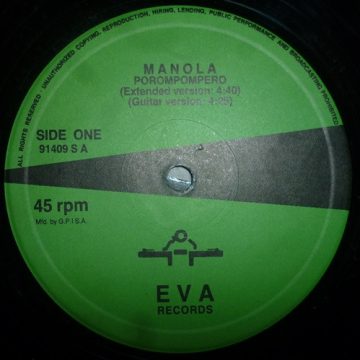 ALL RIGHTS RESERVED · UNAUTHORIZED COPYING, REPRODUCTION, HIRING, LENDING, PUBLIC PERFORMANCE AND BROADCASTING PROHIBITED
MANOLA
POROMPOMPERO
(Extended version: 4:40)
(Guitar version: 4:25)
SIDE ONE
91409 S A
45 rpm
Mfd. by G.P.I S.A.
EVA
RECORDS